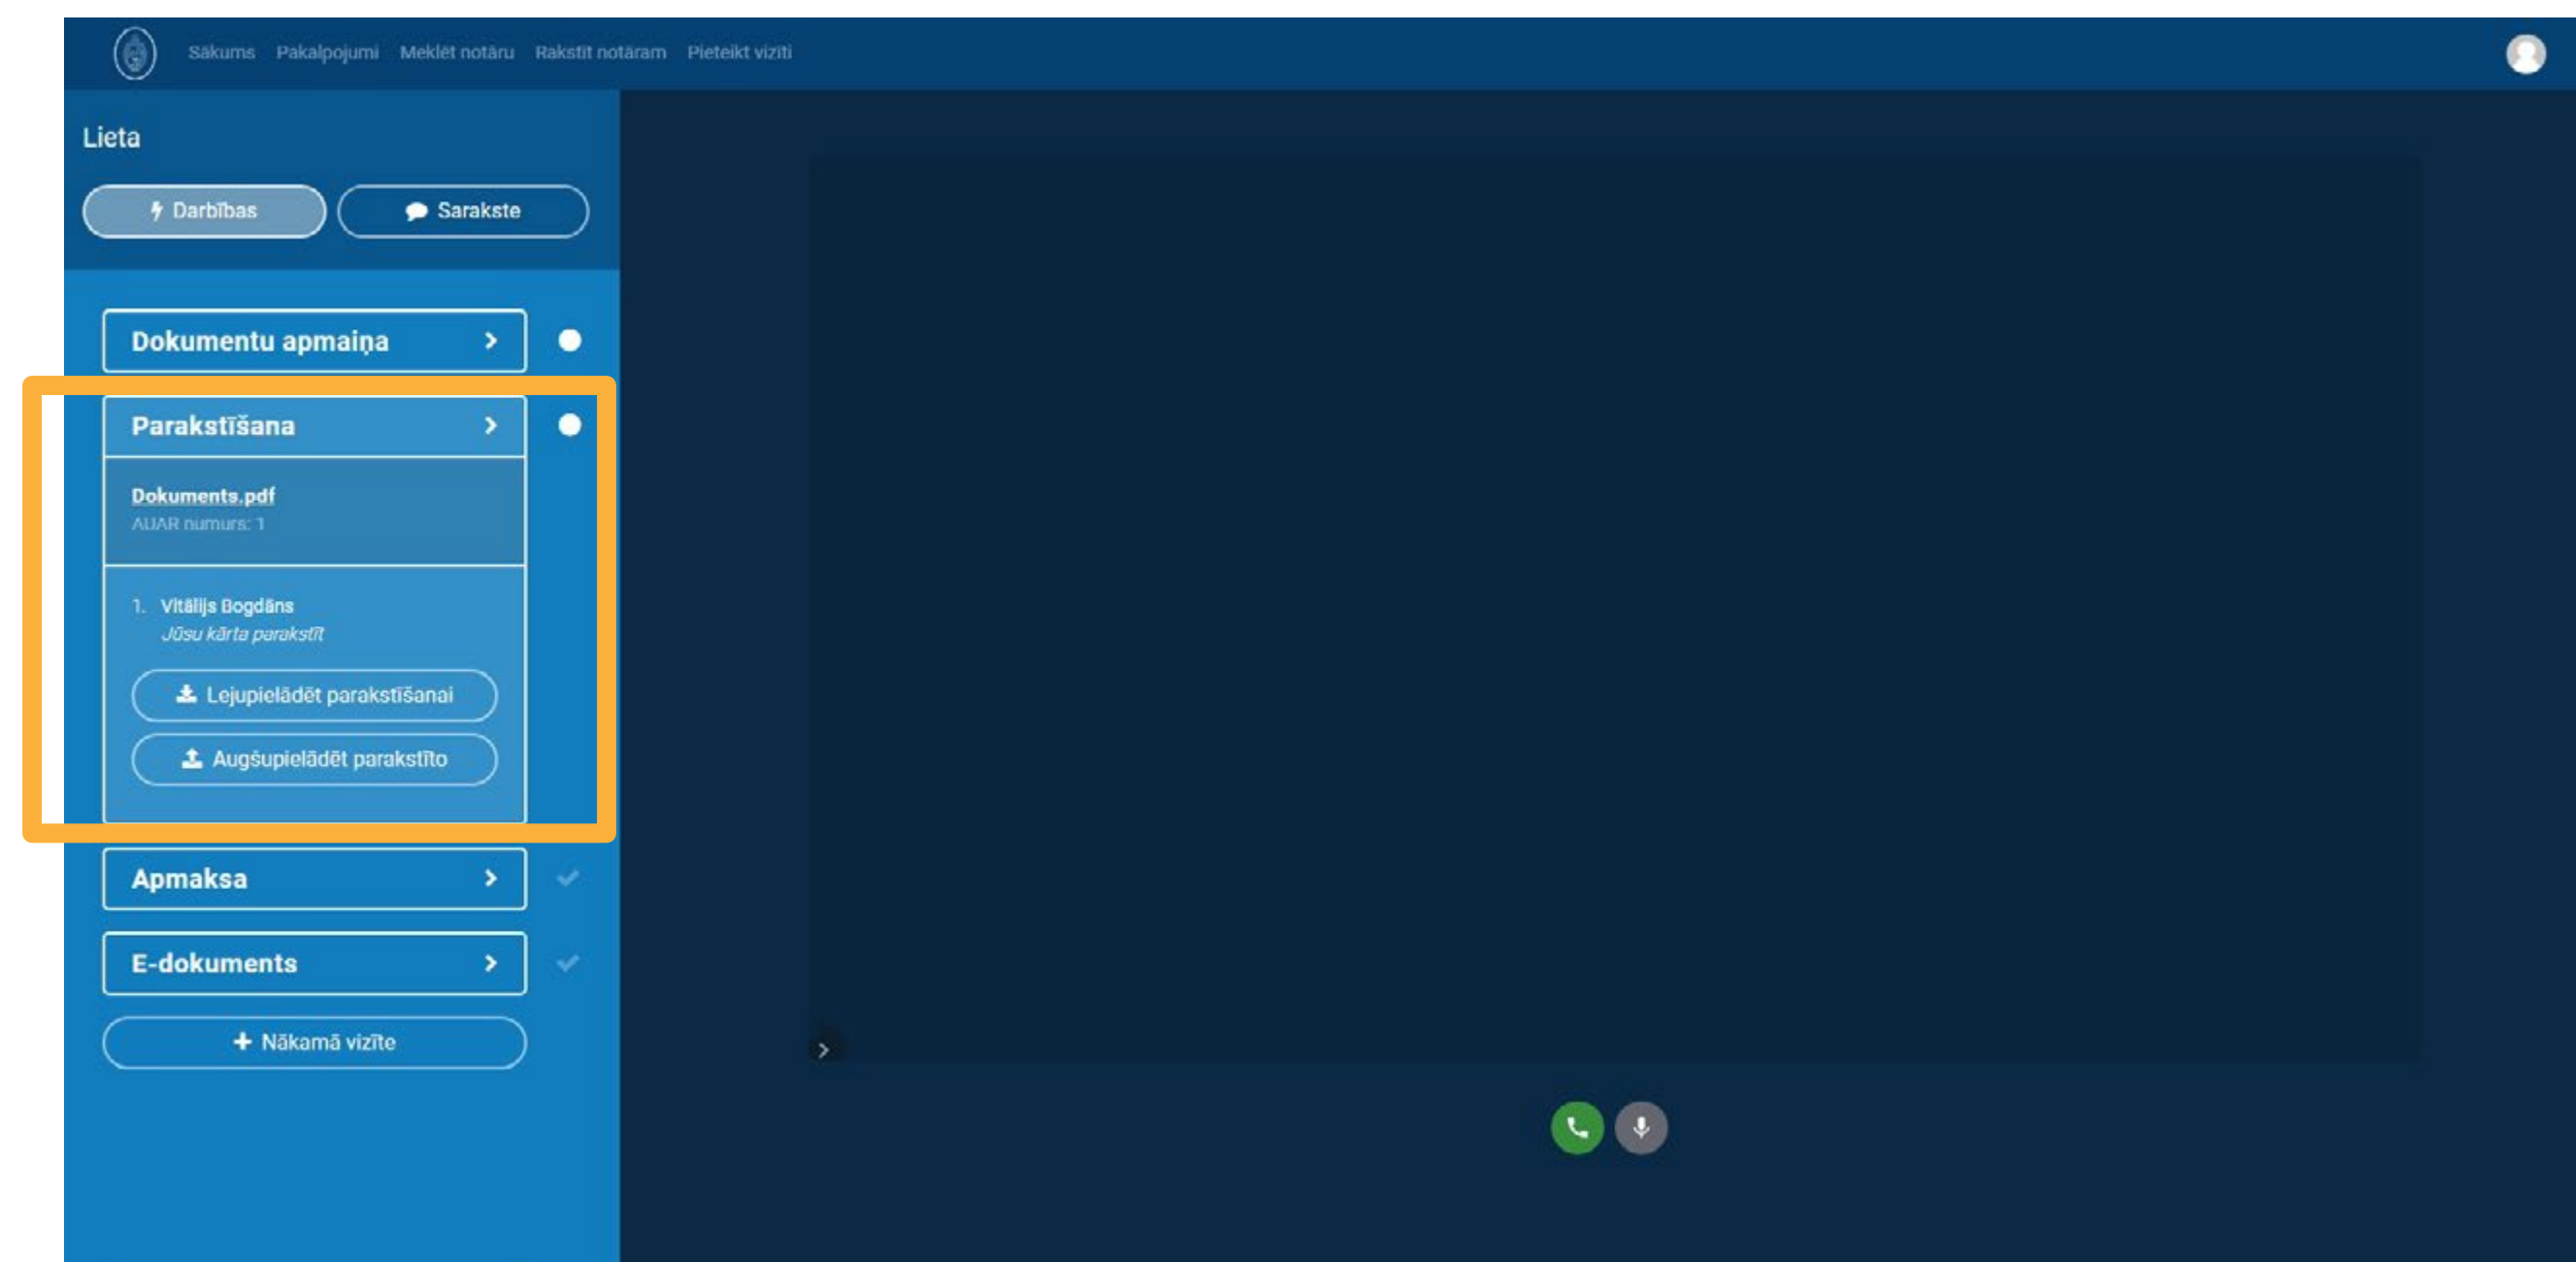 Sākums Pakalpojumi Meklēt notāru Rakstīt notāram Pieteikt vizīti
Lieta
Darbības Sarakste
Dokumentu apmaiņa
Parakstīšana
Dokuments.pdf
AUAR numurs: 1
1. Vitālijs Bogdāns
Jūsu kārta parakstīt
Lejupielādēt parakstīšanai
Augšupielādēt parakstīto
Apmaksa
E-dokuments
+ Nākamā vizīte